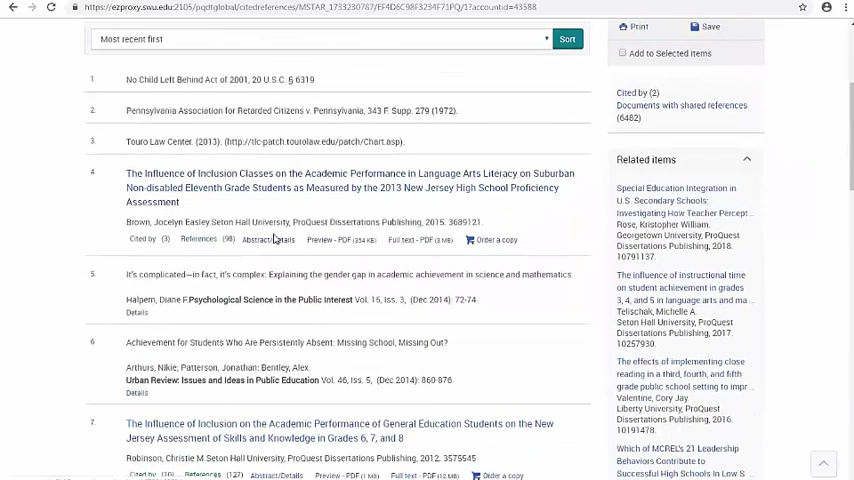 https://ezproxy.swu.edu:2105/pqdtglobal/citedreferences/MSTAR_1733230787/EF4D6C98F3234F71PQ/1?accountid=43588
Most recent first
Sort
1 No Child Left Behind Act of 2001, 20 U.S.C. § 6319
2. Pennsylvania Association for Retarded Citizens v. Pennsylvania, 343 F. Supp. 279 (1972).
3. Touro Law Center. (2013). (http://tlc-patch.tourolaw.edu/patch/Chart.asp).
4. The Influence of Inclusion Classes on the Academic Performance in Language Arts Literacy on Suburban
Non-disabled Eleventh Grade Students as Measured by the 2013 New Jersey High School Proficiency
Assessment
Brown, Jocelyn Easley.Seton Hall University, ProQuest Dissertations Publishing, 2015. 3689121.
Cited by (3) References (98) Abstract/Details Preview - PDF (354 KB) Full text - PDF (3 MB) Order a copy
5. It's complicated—in fact, it's complex: Explaining the gender gap in academic achievement in science and mathematics
Halpern, Diane F.Psychological Science in the Public Interest Vol. 15, Iss. 3, (Dec 2014): 72-74.
Details
6 Achievement for Students Who Are Persistently Absent: Missing School, Missing Out?
Arthurs, Nikie; Patterson, Jonathan; Bentley, Alex.
Urban Review: Issues and Ideas in Public Education Vol. 46, Iss. 5, (Dec 2014): 860-876.
Details
7. The Influence of Inclusion on the Academic Performance of General Education Students on the New
Jersey Assessment of Skills and Knowledge in Grades 6, 7, and 8
Robinson, Christie M.Seton Hall University, ProQuest Dissertations Publishing, 2012. 3575545.
Cited by (10) References (127) Abstract/Details Preview - PDF (1 MB) Full text - PDF (12 MB) Order a copy
Print Save
Add to Selected items
Cited by (2)
Documents with shared references
(6482)
Related items
Special Education Integration in
U.S. Secondary Schools:
Investigating How Teacher Percept...
Rose, Kristopher William.
Georgetown University, ProQuest
Dissertations Publishing, 2018.
10791137.
The influence of instructional time
on student achievement in grades
3, 4, and 5 in language arts and ma...
Telischak, Michelle A.
Seton Hall University, ProQuest
Dissertations Publishing, 2017.
10257930.
The effects of implementing close
reading in a third, fourth, and fifth
grade public school setting to impr...
Valentine, Cory Jay.
Liberty University, ProQuest
Dissertations Publishing, 2016.
10191478.
Which of MCREL's 21 Leadership
Behaviors Contribute to
Successful High Schools In Low S